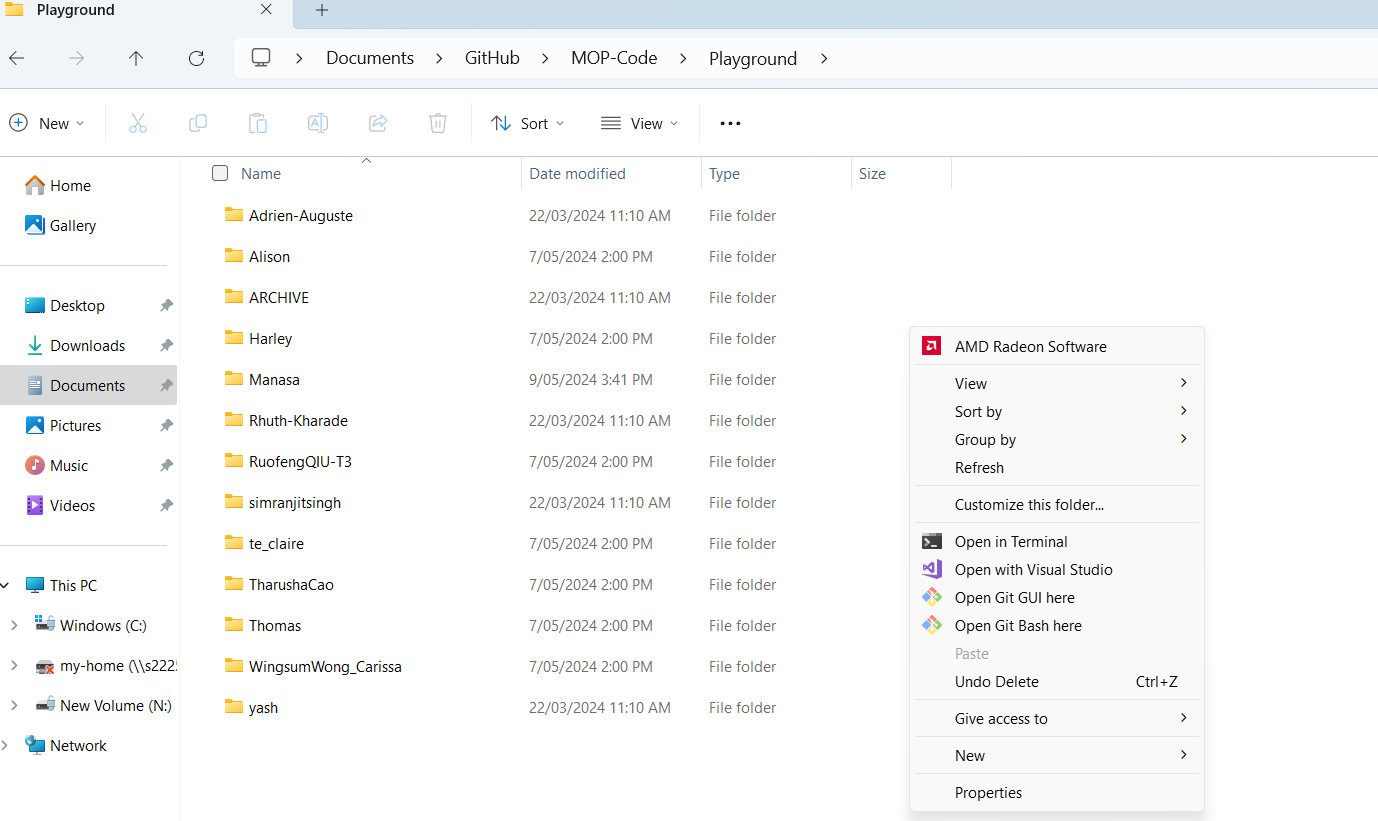 Playground
Documents > GitHub > MOP-Code > Playground >
New Sort View
Name Date modified Type Size
Home
Gallery
Desktop
Downloads
Documents
Pictures
Music
Videos
This PC
Windows (C:)
my-home (\\s2225
New Volume (N:)
Network
Adrien-Auguste 22/03/2024 11:10 AM File folder
Alison 7/05/2024 2:00 PM File folder
ARCHIVE 22/03/2024 11:10 AM File folder
Harley 7/05/2024 2:00 PM File folder
Manasa 9/05/2024 3:41 PM File folder
Rhuth-Kharade 22/03/2024 11:10 AM File folder
RuofengQIU-T3 7/05/2024 2:00 PM File folder
simranjitsingh 22/03/2024 11:10 AM File folder
te_claire 7/05/2024 2:00 PM File folder
TharushaCao 7/05/2024 2:00 PM File folder
Thomas 7/05/2024 2:00 PM File folder
WingsumWong_Carissa 7/05/2024 2:00 PM File folder
yash 22/03/2024 11:10 AM File folder
AMD Radeon Software
View
Sort by
Group by
Refresh
Customize this folder...
Open in Terminal
Open with Visual Studio
Open Git GUI here
Open Git Bash here
Paste
Undo Delete Ctrl+Z
Give access to
New
Properties